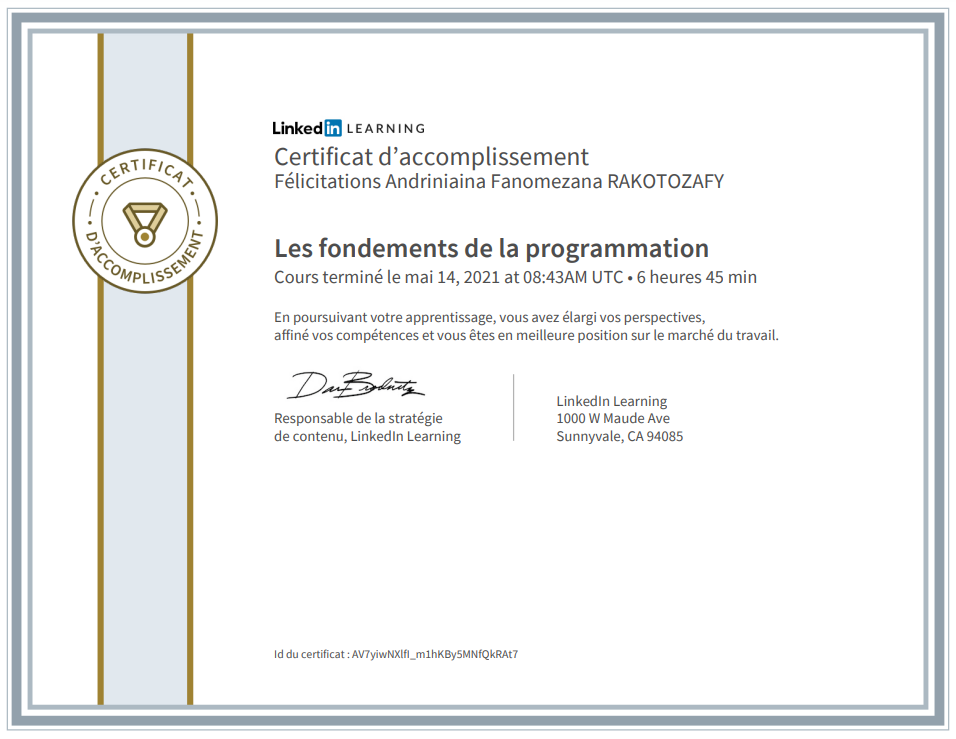 Linked in LEARNING
Certificat d’accomplissement
Félicitations Andriniaina Fanomezana RAKOTOZAFY
CERTIFICAT
D’ACCOMPLISSEMENT
Les fondements de la programmation
Cours terminé le mai 14, 2021 at 08:43AM UTC • 6 heures 45 min
En poursuivant votre apprentissage, vous avez élargi vos perspectives,
affiné vos compétences et vous êtes en meilleure position sur le marché du travail.
Responsable de la stratégie
de contenu, LinkedIn Learning
LinkedIn Learning
1000 W Maude Ave
Sunnyvale, CA 94085
Id du certificat : AV7yiwNXlfI_m1hKBy5MNfQkRAt7